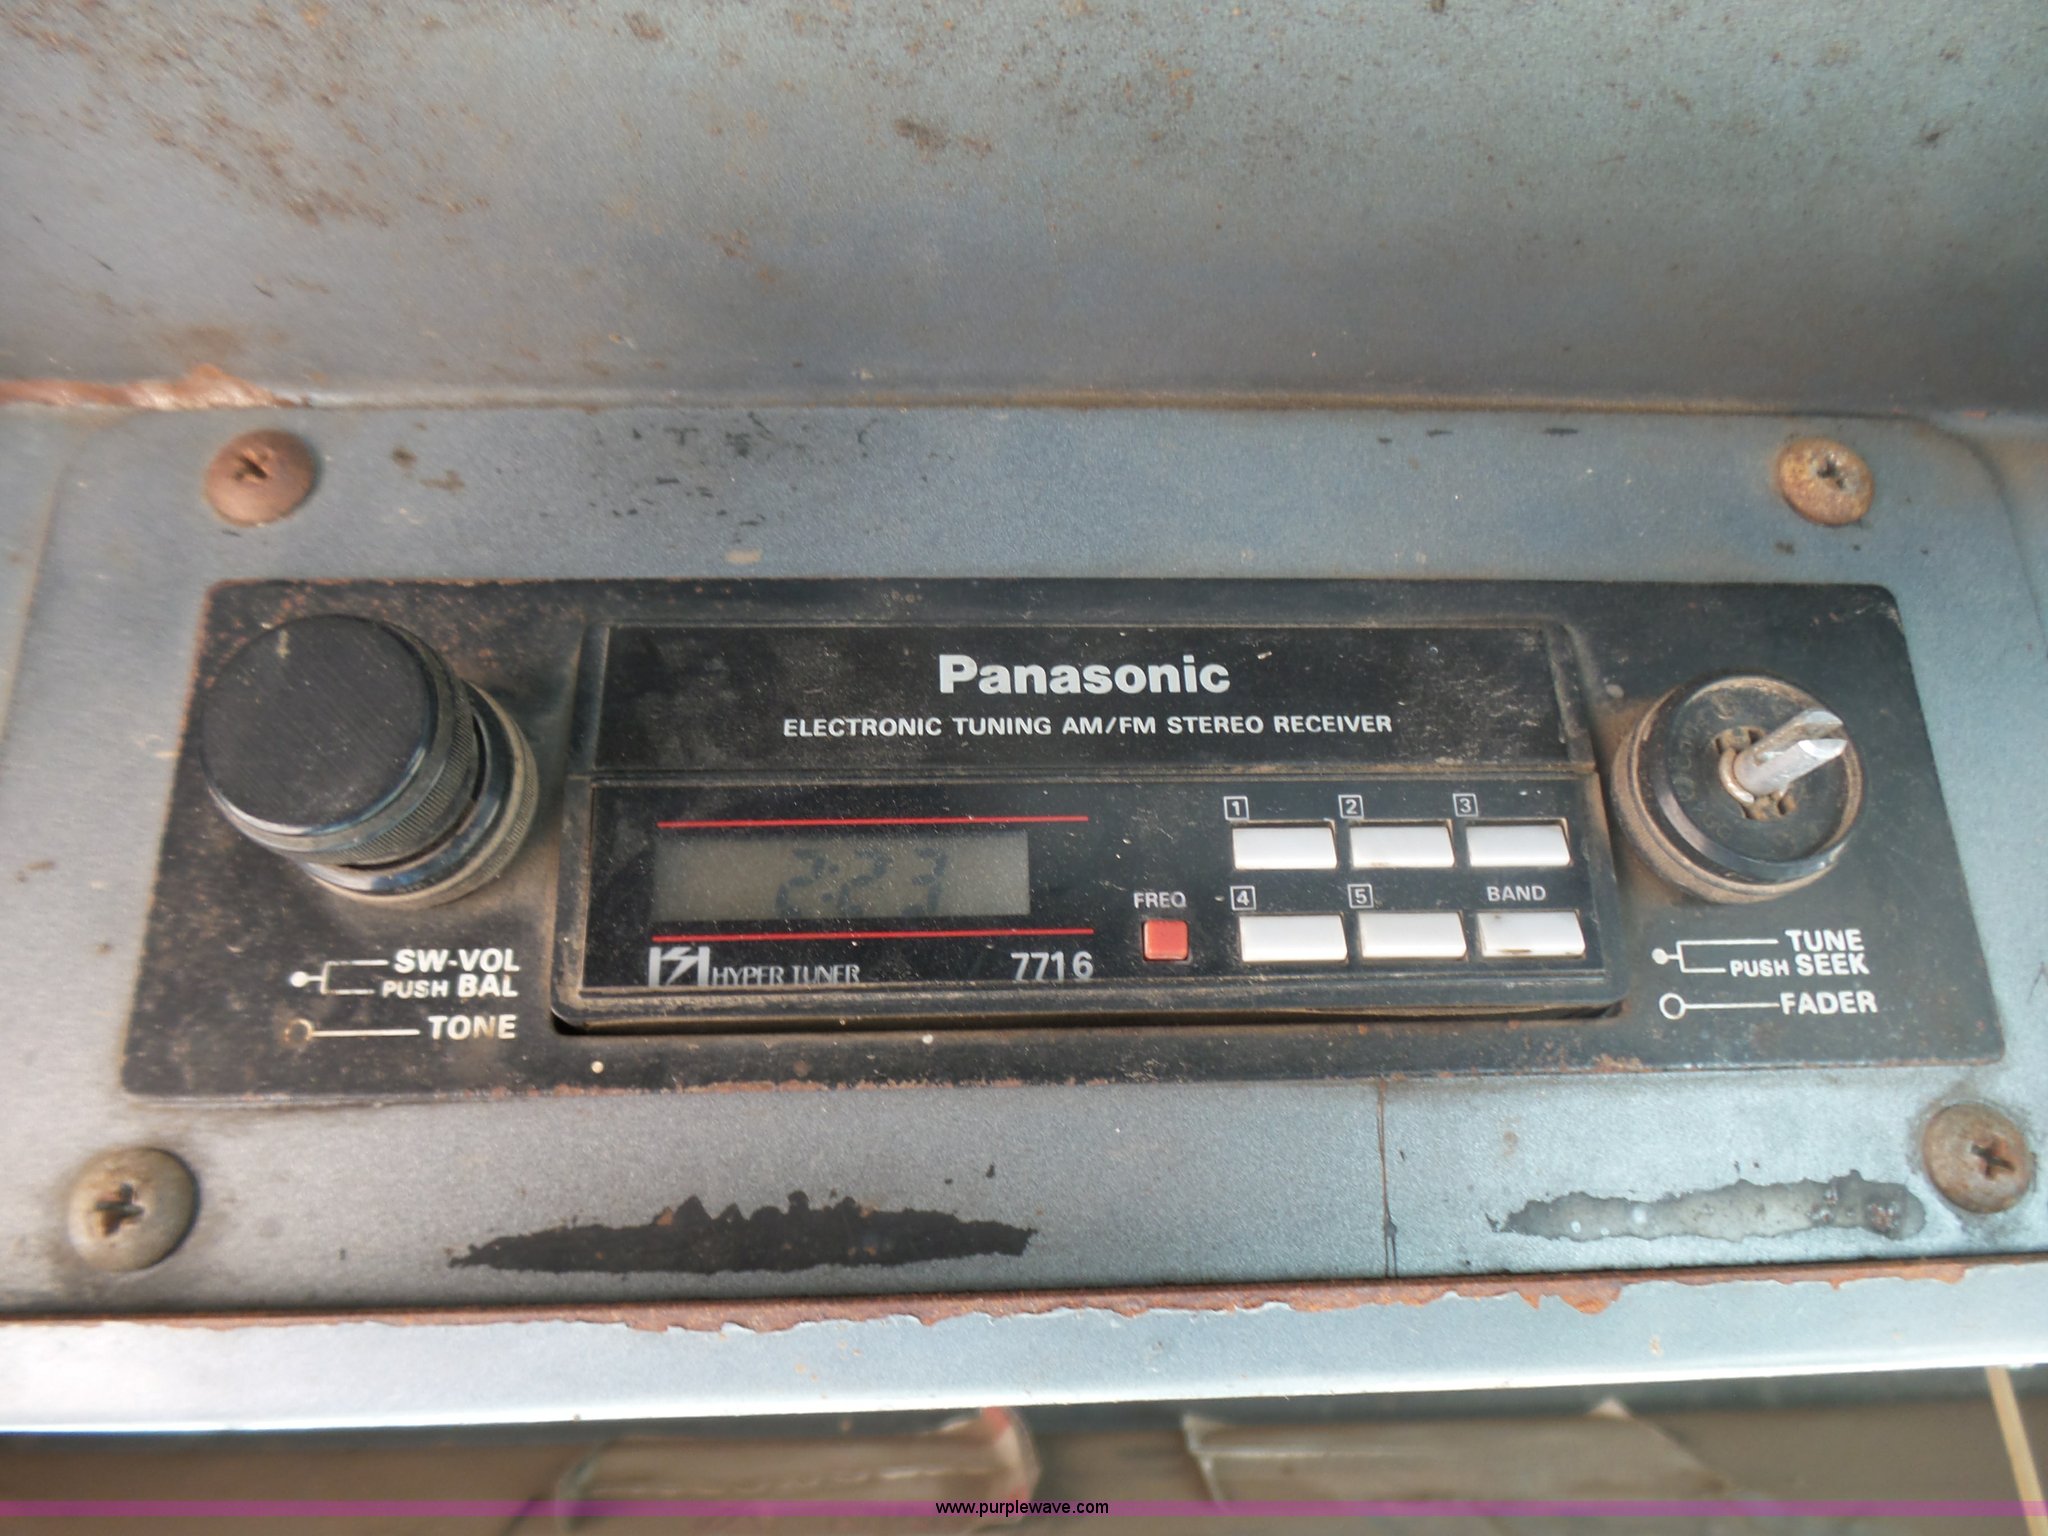 Panasonic
ELECTRONIC TUNING AM/FM STEREO RECEIVER
1 2 3
2:23
FREQ 4 5 BAND
HYPER TUNER 7716
SW-VOL
PUSH BAL
TONE
TUNE
PUSH SEEK
FADER
www.purplewave.com